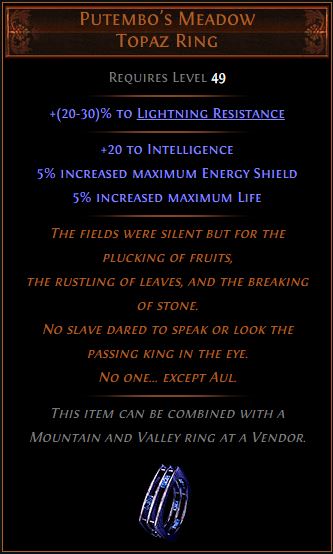 Putembo's Meadow
Topaz Ring
Requires Level 49
+(20-30)% to Lightning Resistance
+20 to Intelligence
5% increased maximum Energy Shield
5% increased maximum Life
The fields were silent but for the
plucking of fruits,
the rustling of leaves, and the breaking
of stone.
No slave dared to speak or look the
passing king in the eye.
No one... except Aul.
This item can be combined with a
Mountain and Valley ring at a Vendor.